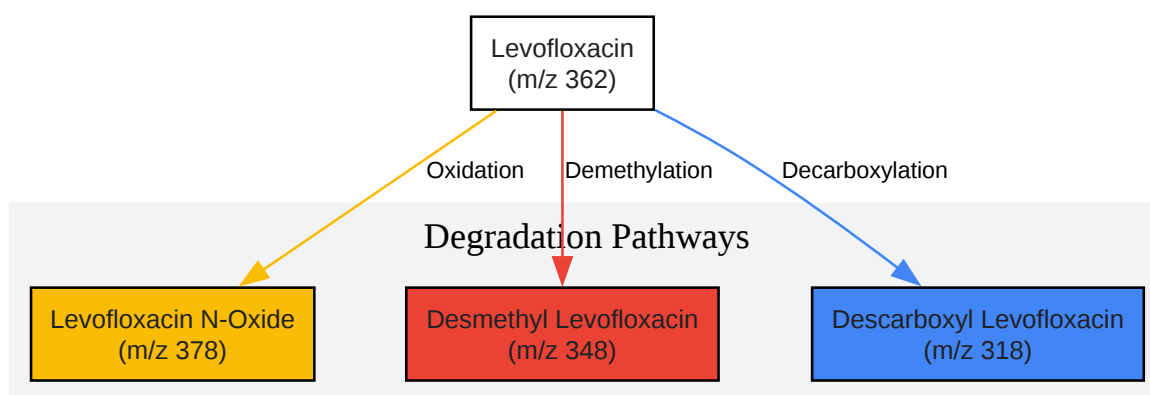 Levofloxacin
(m/z 362)
Oxidation
Demethylation
Decarboxylation
Degradation Pathways
Levofloxacin N-Oxide
(m/z 378)
Desmethyl Levofloxacin
(m/z 348)
Descarboxyl Levofloxacin
(m/z 318)